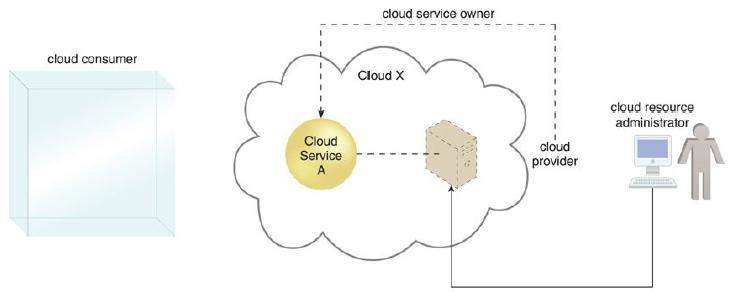 cloud service owner
cloud consumer
Cloud X
cloud resource
administrator
Cloud
Service
A
cloud
provider